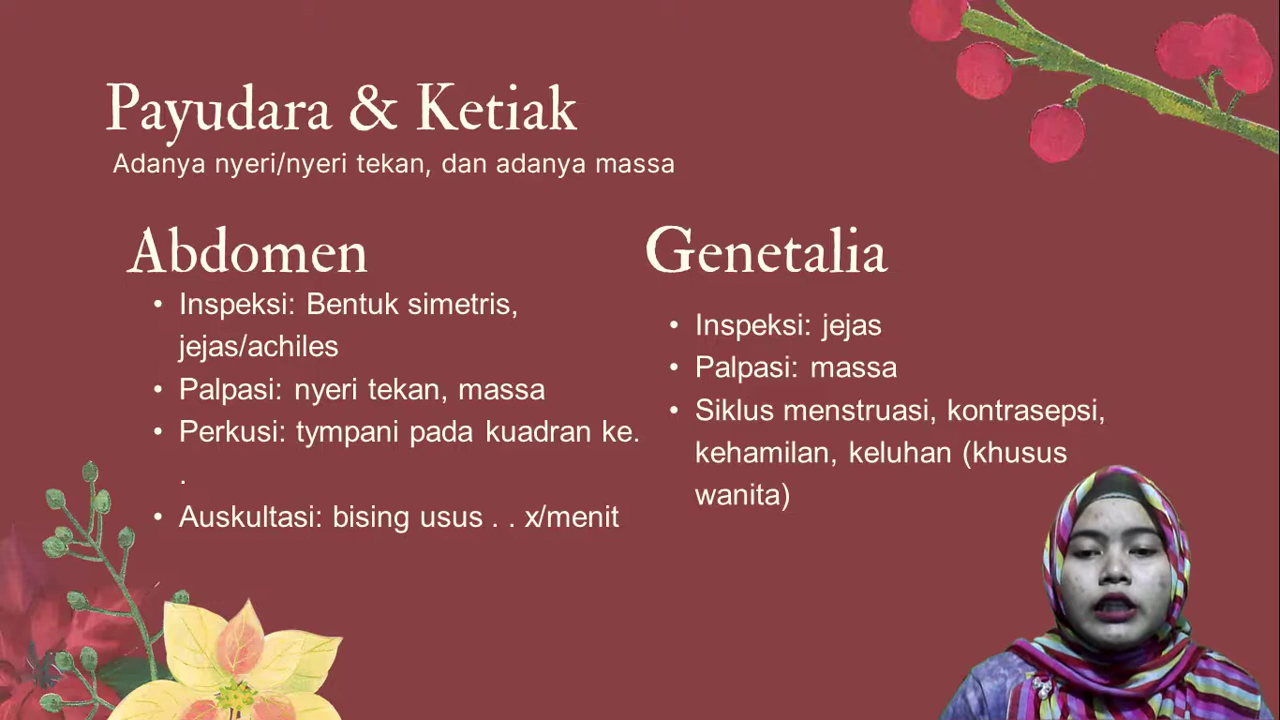 Payudara & Ketiak
Adanya nyeri/nyeri tekan, dan adanya massa
Abdomen
• Inspeksi: Bentuk simetris,
jejas/achiles
• Palpasi: nyeri tekan, massa
• Perkusi: tympani pada kuadran ke.
.
• Auskultasi: bising usus . . x/menit
Genetalia
• Inspeksi: jejas
• Palpasi: massa
• Siklus menstruasi, kontrasepsi,
kehamilan, keluhan (khusus
wanita)